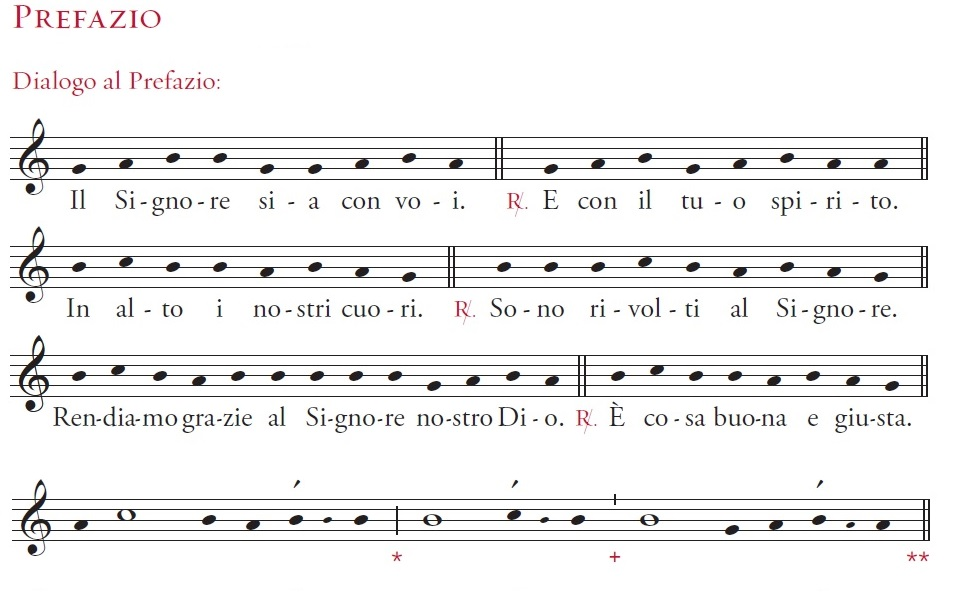 PREFAZIO
Dialogo al Prefazio:
Il Si-gno-re si-a con vo-i. ℟. E con il tu-o spi-ri-to.
In al-to i no-stri cuo-ri. ℟. So-no ri-vol-ti al Si-gno-re.
Ren-dia-mo gra-zie al Si-gno-re no-stro Di-o. ℟. È co-sa buo-na e giu-sta.
* + **